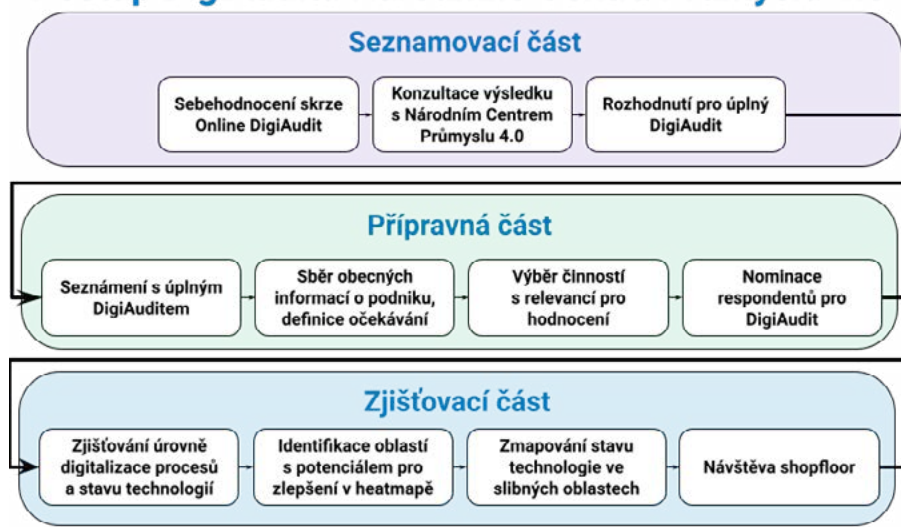 Seznamovací část
Sebehodnocení skrze
Online DigiAudit
Konzultace výsledku
s Národním Centrem
Průmyslu 4.0
Rozhodnutí pro úplný
DigiAudit
Přípravná část
Seznámení s úplným
DigiAuditem
Sběr obecných
informací o podniku,
definice očekávání
Výběr činností
s relevancí pro
hodnocení
Nominace
respondentů pro
DigiAudit
Zjišťovací část
Zjišťování úrovně
digitalizace procesů
a stavu technologií
Identifikace oblastí
s potenciálem pro
zlepšení v heatmapě
Zmapování stavu
technologie ve
slibných oblastech
Návštěva shopfloor